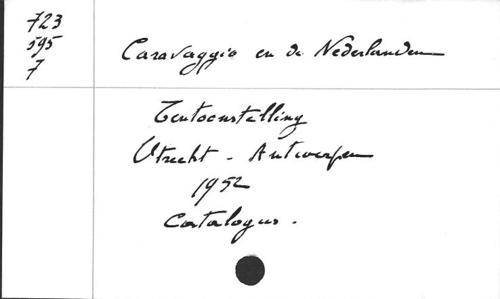 723
595
7
Caravaggio en de Nederlanden
Tentoonstelling
Utrecht - Antwerpen
1952
Catalogus.